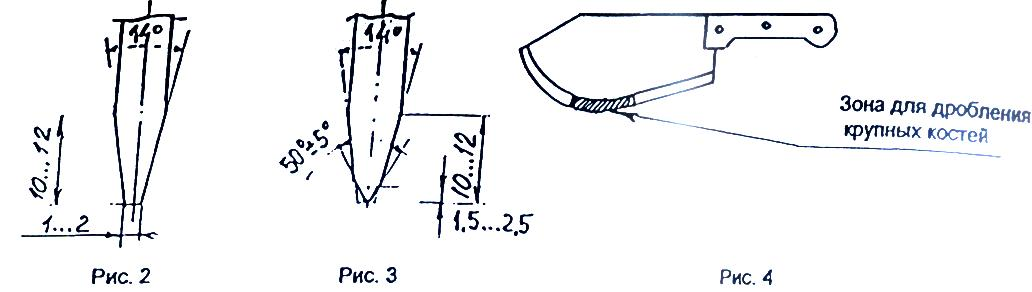 14°
10...12
1...2
Рис. 2
14°
50°±5°
10...12
1,5...2,5
Рис. 3
Зона для дробления
крупных костей
Рис. 4